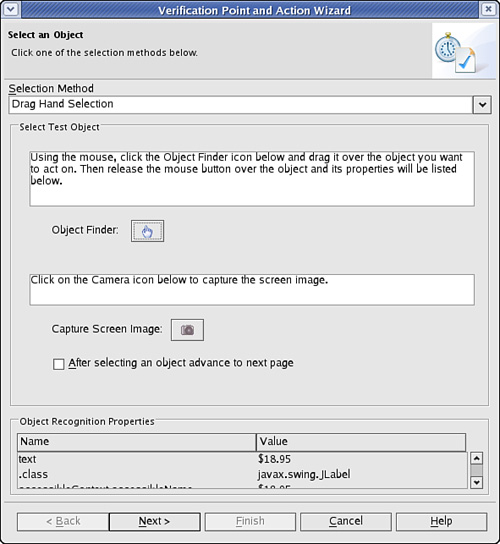 Verification Point and Action Wizard
Select an Object
Click one of the selection methods below.
Selection Method
Drag Hand Selection
Select Test Object
Using the mouse, click the Object Finder icon below and drag it over the object you want
to act on. Then release the mouse button over the object and its properties will be listed
below.
Object Finder:
Click on the Camera icon below to capture the screen image.
Capture Screen Image:
After selecting an object advance to next page
Object Recognition Properties
Name Value
text $18.95
.class javax.swing.JLabel
.accessibleContext.accessibleName $18.95
< Back Next > Finish Cancel Help